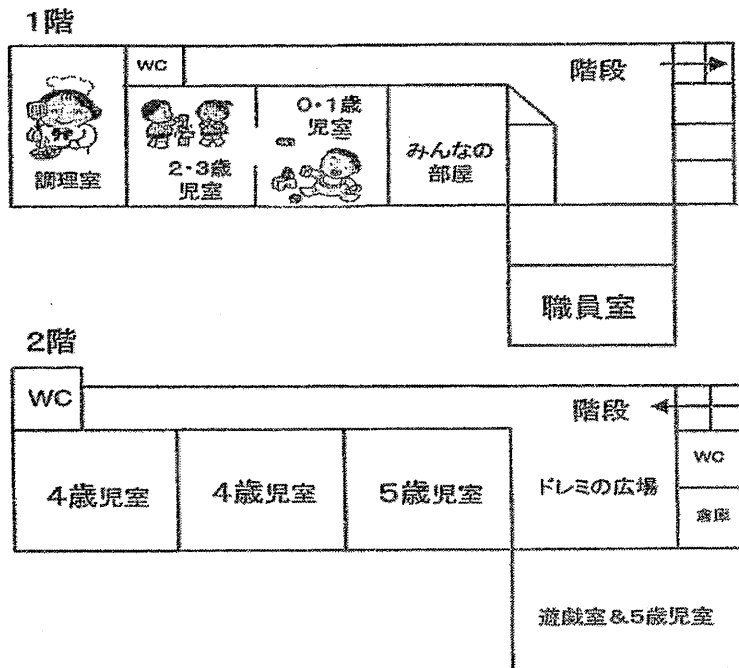 1階
WC
階段
調理室
2・3歳
児室
0・1歳
児室
みんなの
部屋
職員室
2階
WC
階段
4歳児室
4歳児室
5歳児室
ドレミの広場
WC
倉庫
遊戯室&5歳児室